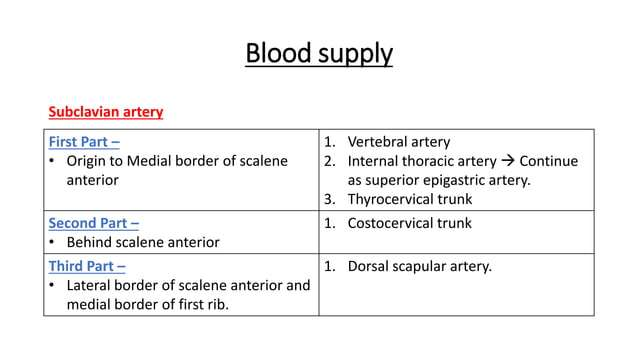 Blood supply
Subclavian artery
First Part –
• Origin to Medial border of scalene
anterior
1. Vertebral artery
2. Internal thoracic artery → Continue
as superior epigastric artery.
3. Thyrocervical trunk
Second Part –
• Behind scalene anterior
1. Costocervical trunk
Third Part –
• Lateral border of scalene anterior and
medial border of first rib.
1. Dorsal scapular artery.